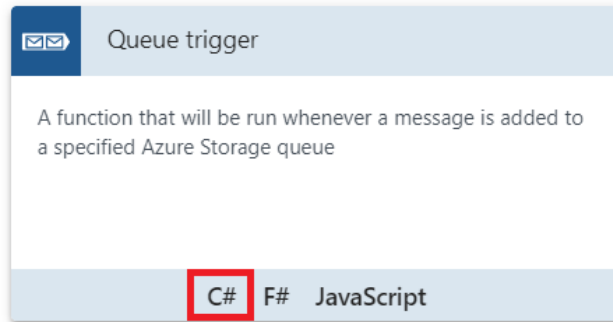 Queue trigger
A function that will be run whenever a message is added to
a specified Azure Storage queue
C# F# JavaScript